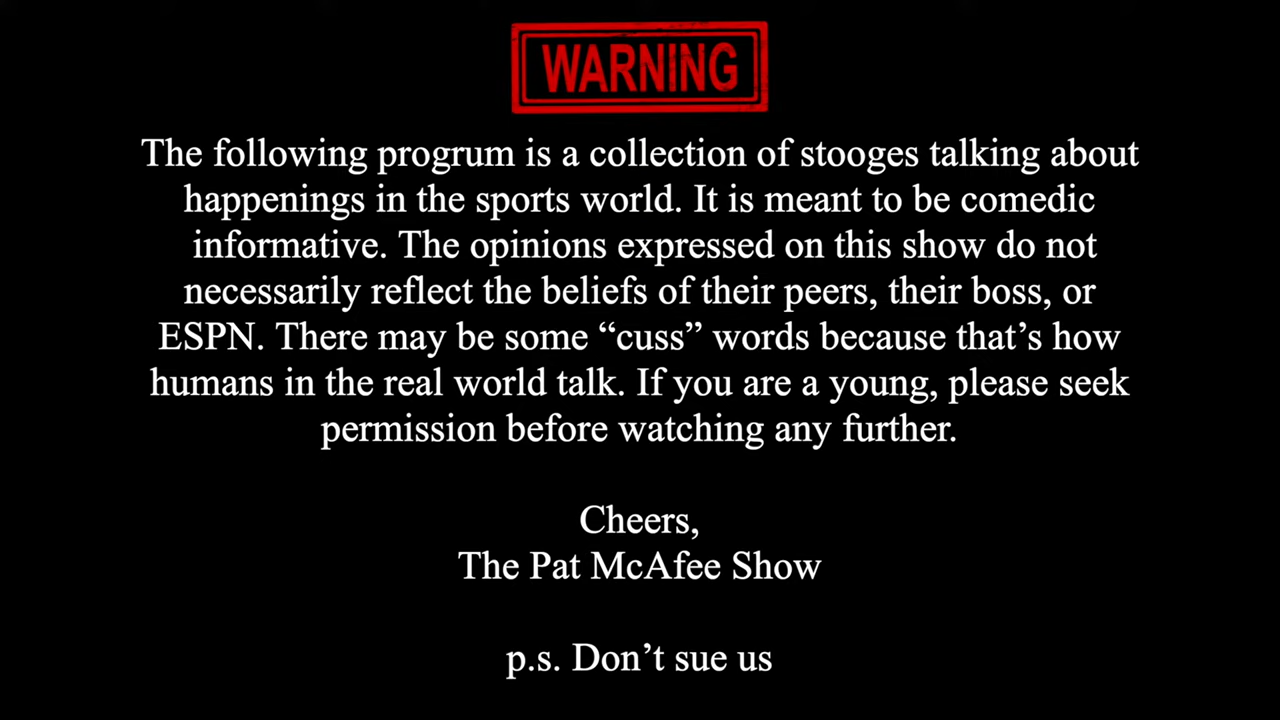 WARNING
The following progrum is a collection of stooges talking about
happenings in the sports world. It is meant to be comedic
informative. The opinions expressed on this show do not
necessarily reflect the beliefs of their peers, their boss, or
ESPN. There may be some “cuss” words because that’s how
humans in the real world talk. If you are a young, please seek
permission before watching any further.
Cheers,
The Pat McAfee Show
p.s. Don’t sue us